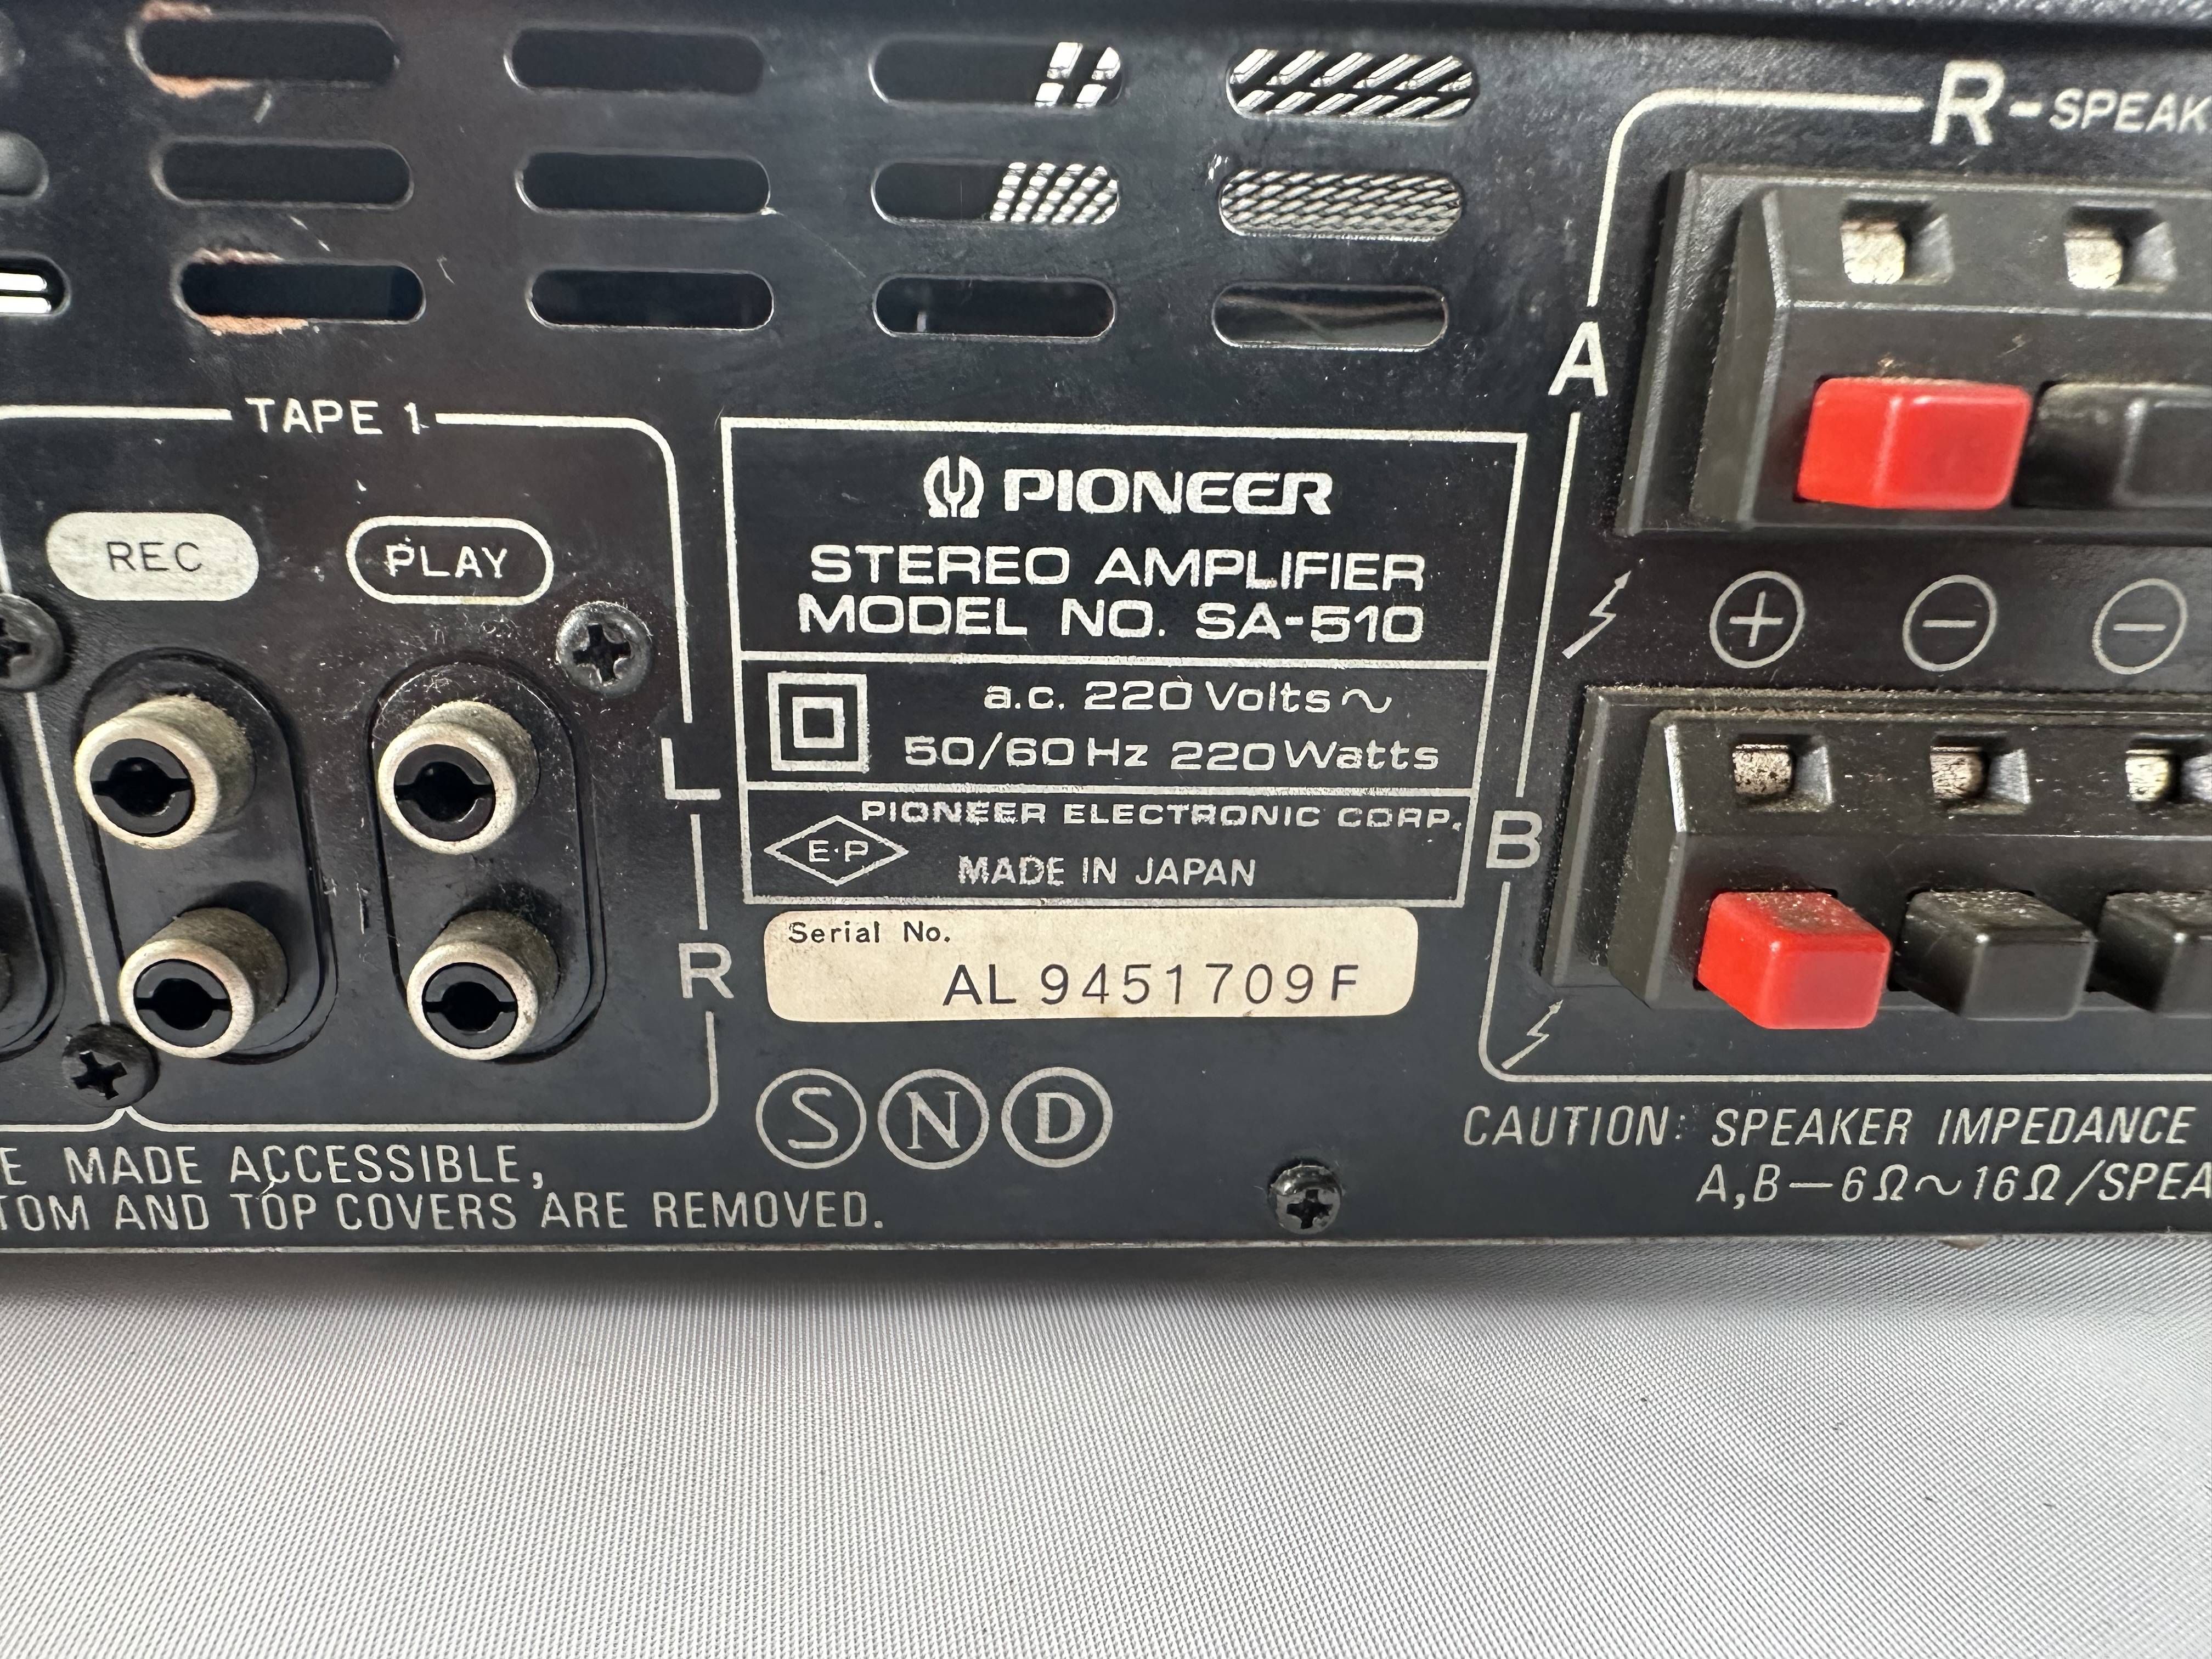 R-SPEAK
A
TAPE 1
REC
PLAY
PIONEER
STEREO AMPLIFIER
MODEL NO. SA-510
a.c. 220 Volts~
50/60 Hz 220 Watts
PIONEER ELECTRONIC CORP.
E·P
MADE IN JAPAN
L
R
B
+ − −
Serial No.
AL 9451709F
S N D
E MADE ACCESSIBLE,
TOM AND TOP COVERS ARE REMOVED.
CAUTION: SPEAKER IMPEDANCE
A,B—6Ω~16Ω/SPEA